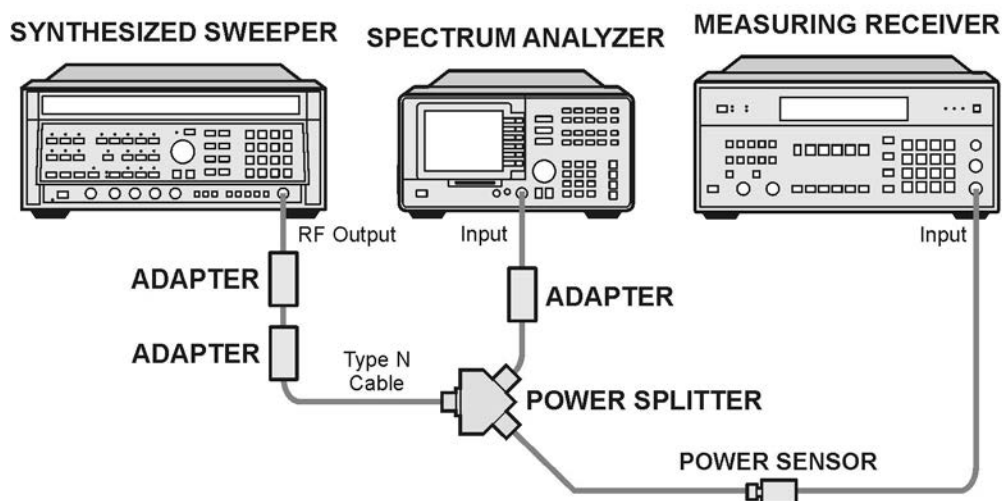 SYNTHESIZED SWEEPER
SPECTRUM ANALYZER
MEASURING RECEIVER
RF Output
Input
Input
ADAPTER
ADAPTER
ADAPTER
Type N
Cable
POWER SPLITTER
POWER SENSOR